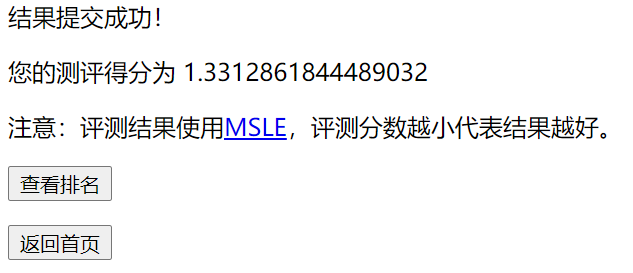 结果提交成功！
您的测评得分为 1.3312861844489032
注意：评测结果使用MSLE，评测分数越小代表结果越好。
查看排名
返回首页